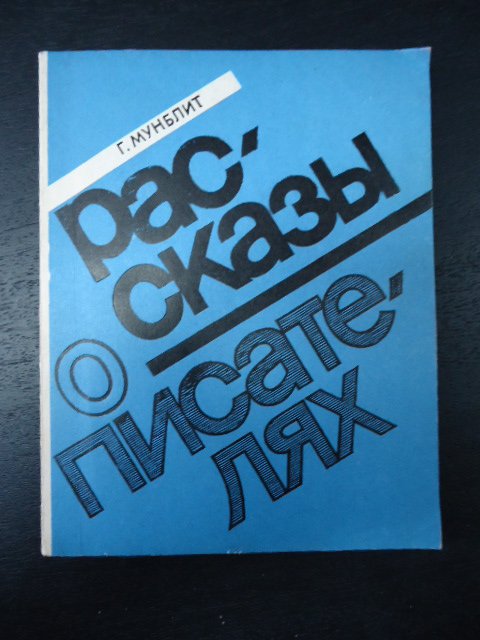 Г. МУНБЛИТ
рас-
сказы
о
писате-
лях